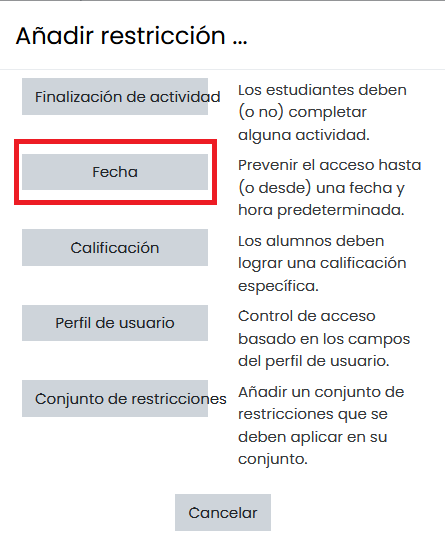 Añadir restricción ...
Finalización de actividad
Los estudiantes deben
(o no) completar
alguna actividad.
Fecha
Prevenir el acceso hasta
(o desde) una fecha y
hora predeterminada.
Calificación
Los alumnos deben
lograr una calificación
específica.
Perfil de usuario
Control de acceso
basado en los campos
del perfil de usuario.
Conjunto de restricciones
Añadir un conjunto de
restricciones que se
deben aplicar en su
conjunto.
Cancelar